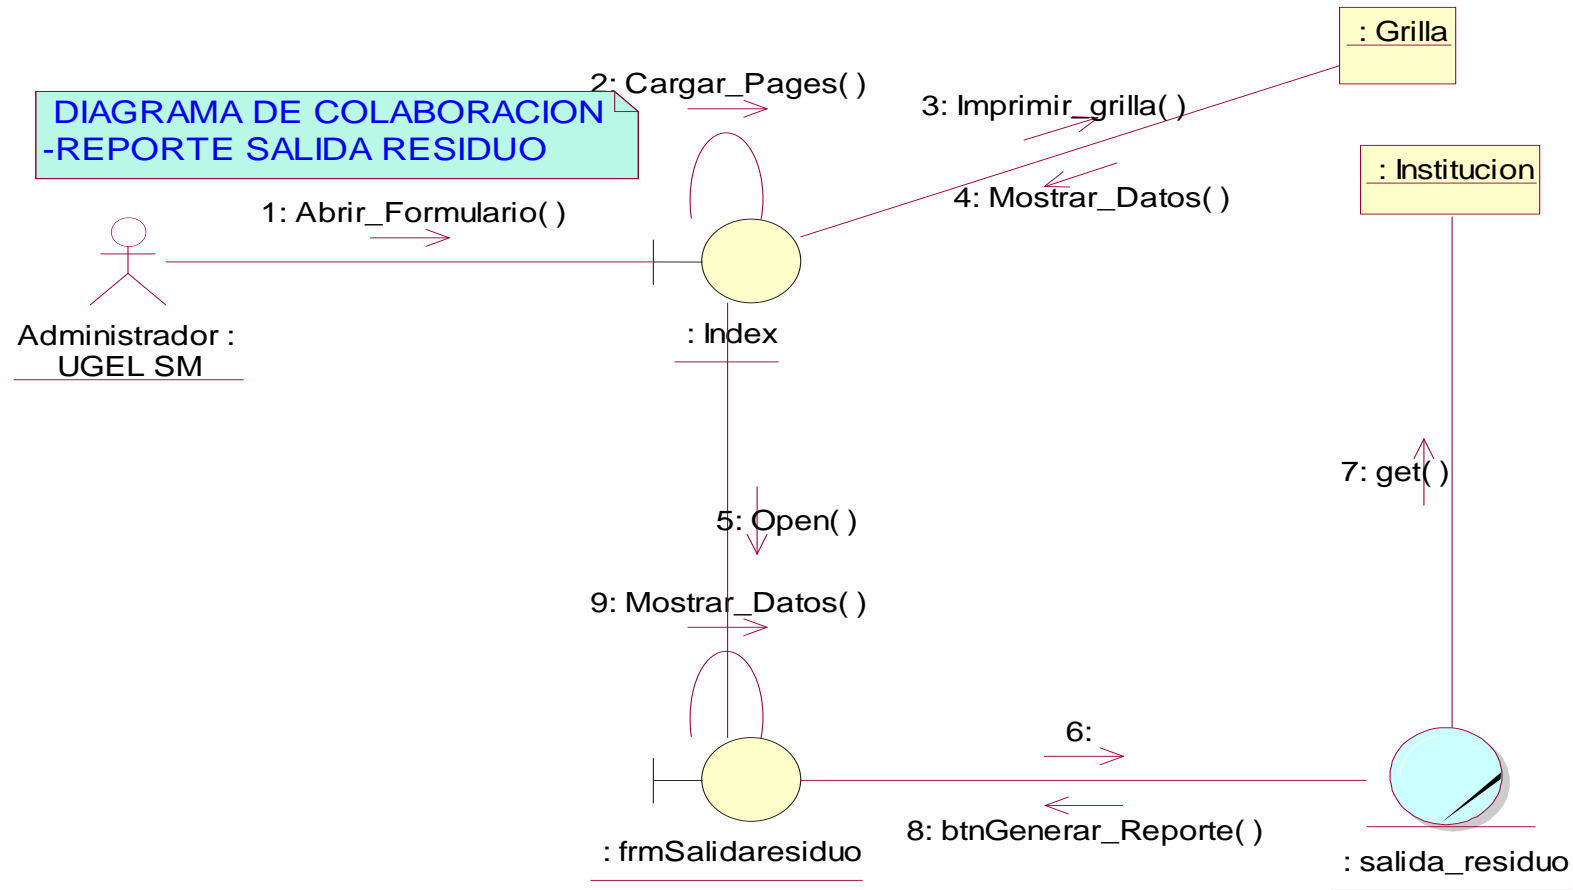 : Grilla
2: Cargar_Pages( )
3: Imprimir_grilla( )
DIAGRAMA DE COLABORACION
-REPORTE SALIDA RESIDUO
: Institucion
4: Mostrar_Datos( )
1: Abrir_Formulario( )
Administrador :
UGEL SM
: Index
7: get( )
5: Open( )
9: Mostrar_Datos( )
6:
8: btnGenerar_Reporte( )
: frmSalidaresiduo
: salida_residuo